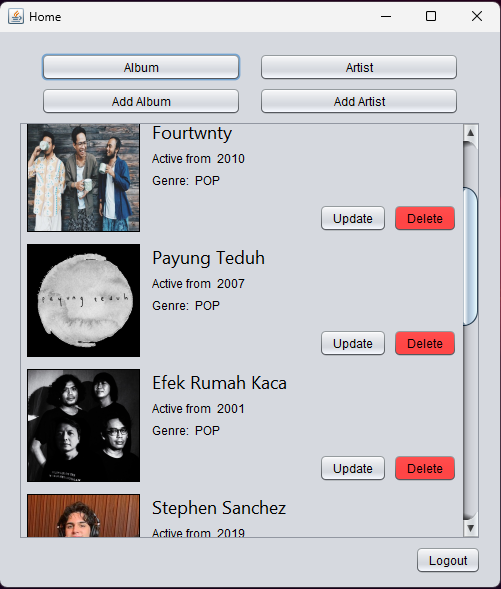 Home
Album
Artist
Add Album
Add Artist
Fourtwnty
Active from 2010
Genre: POP
Update
Delete
payung teduh
Payung Teduh
Active from 2007
Genre: POP
Update
Delete
Efek Rumah Kaca
Active from 2001
Genre: POP
Update
Delete
Stephen Sanchez
Active from 2019
Logout